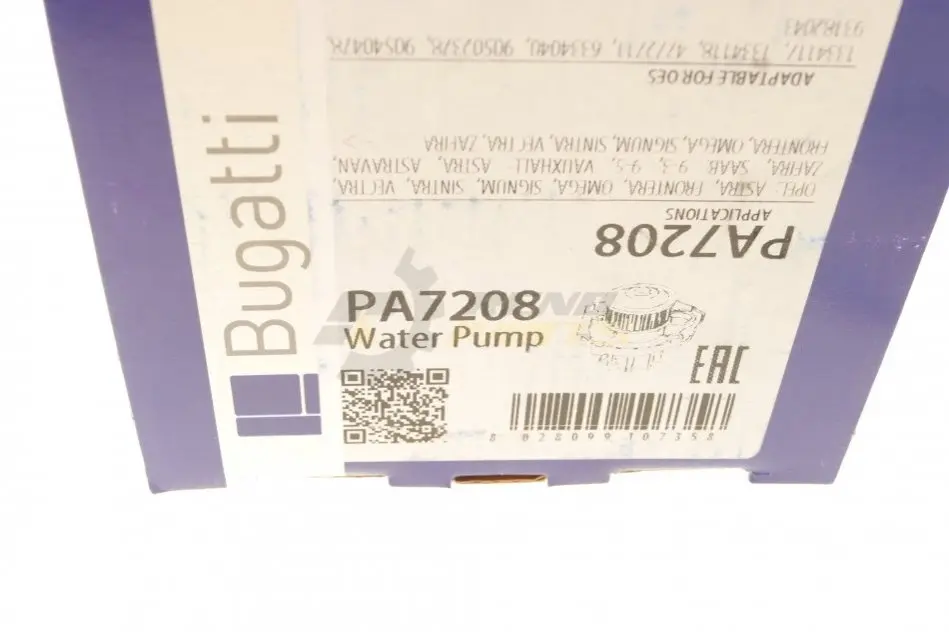 Bugatti
PA7208
APPLICATIONS
OPEL: ASTRA, FRONTERA, OMEGA, SIGNUM, SINTRA, VECTRA,
ZAFIRA, SAAB: 9-3, 9-5, VAUXHALL: ASTRA, ASTRAVAN,
FRONTERA, OMEGA, SIGNUM, SINTRA, VECTRA, ZAFIRA
ADAPTABLE FOR OES
1334117, 1334118, 4772711, 6334040, 90502378, 90540478,
93182043
PA7208
Water Pump
EAC
8 028099 107358